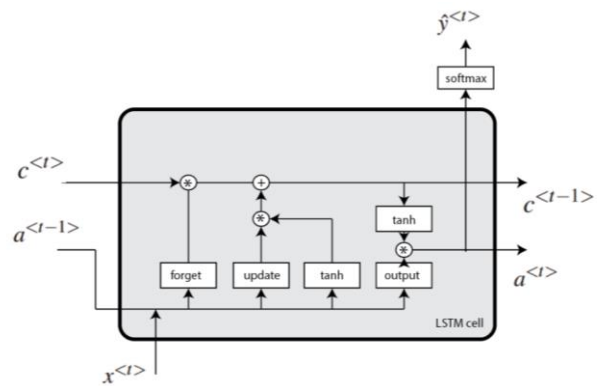 ŷ<t>
softmax
c<t>
* +
c<t-1>
*
tanh
a<t-1>
*
a<t>
forget update tanh output
LSTM cell
x<t>